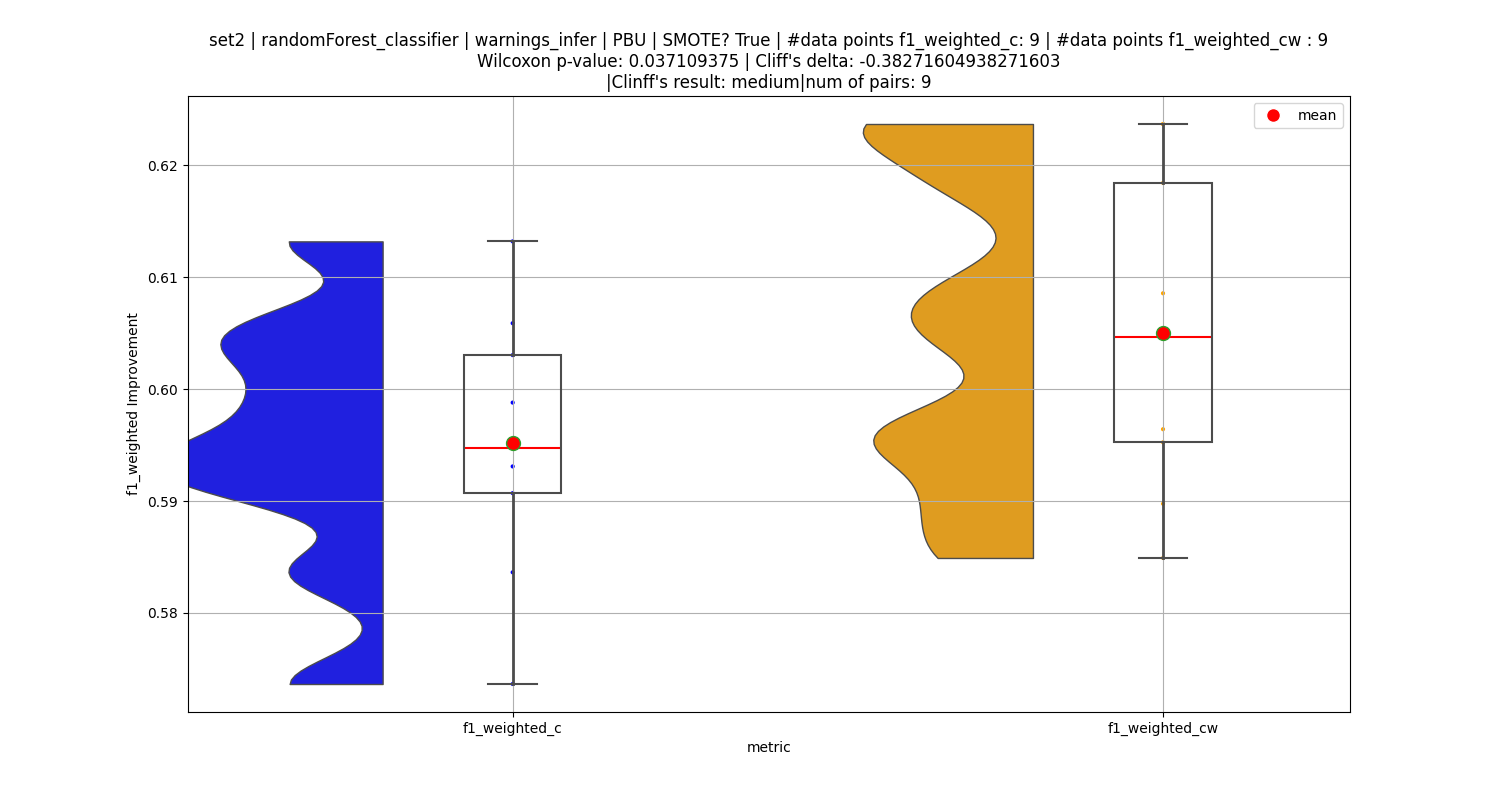 set2 | randomForest_classifier | warnings_infer | PBU | SMOTE? True | #data points f1_weighted_c: 9 | #data points f1_weighted_cw : 9
Wilcoxon p-value: 0.037109375 | Cliff's delta: -0.38271604938271603
|Clinff's result: medium|num of pairs: 9
mean
f1_weighted Improvement
0.62
0.61
0.60
0.59
0.58
f1_weighted_c
f1_weighted_cw
metric